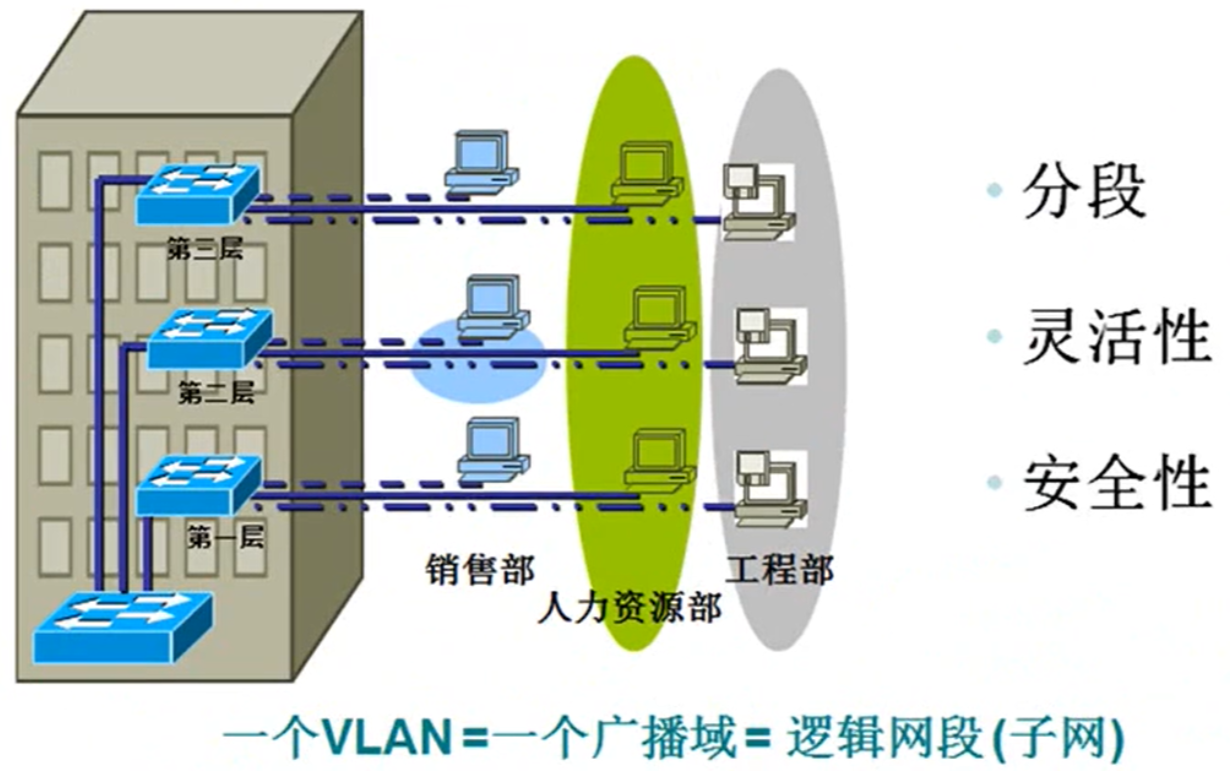 第三层
第二层
第一层
销售部
人力资源部
工程部
• 分段
• 灵活性
• 安全性
一个VLAN=一个广播域= 逻辑网段(子网)